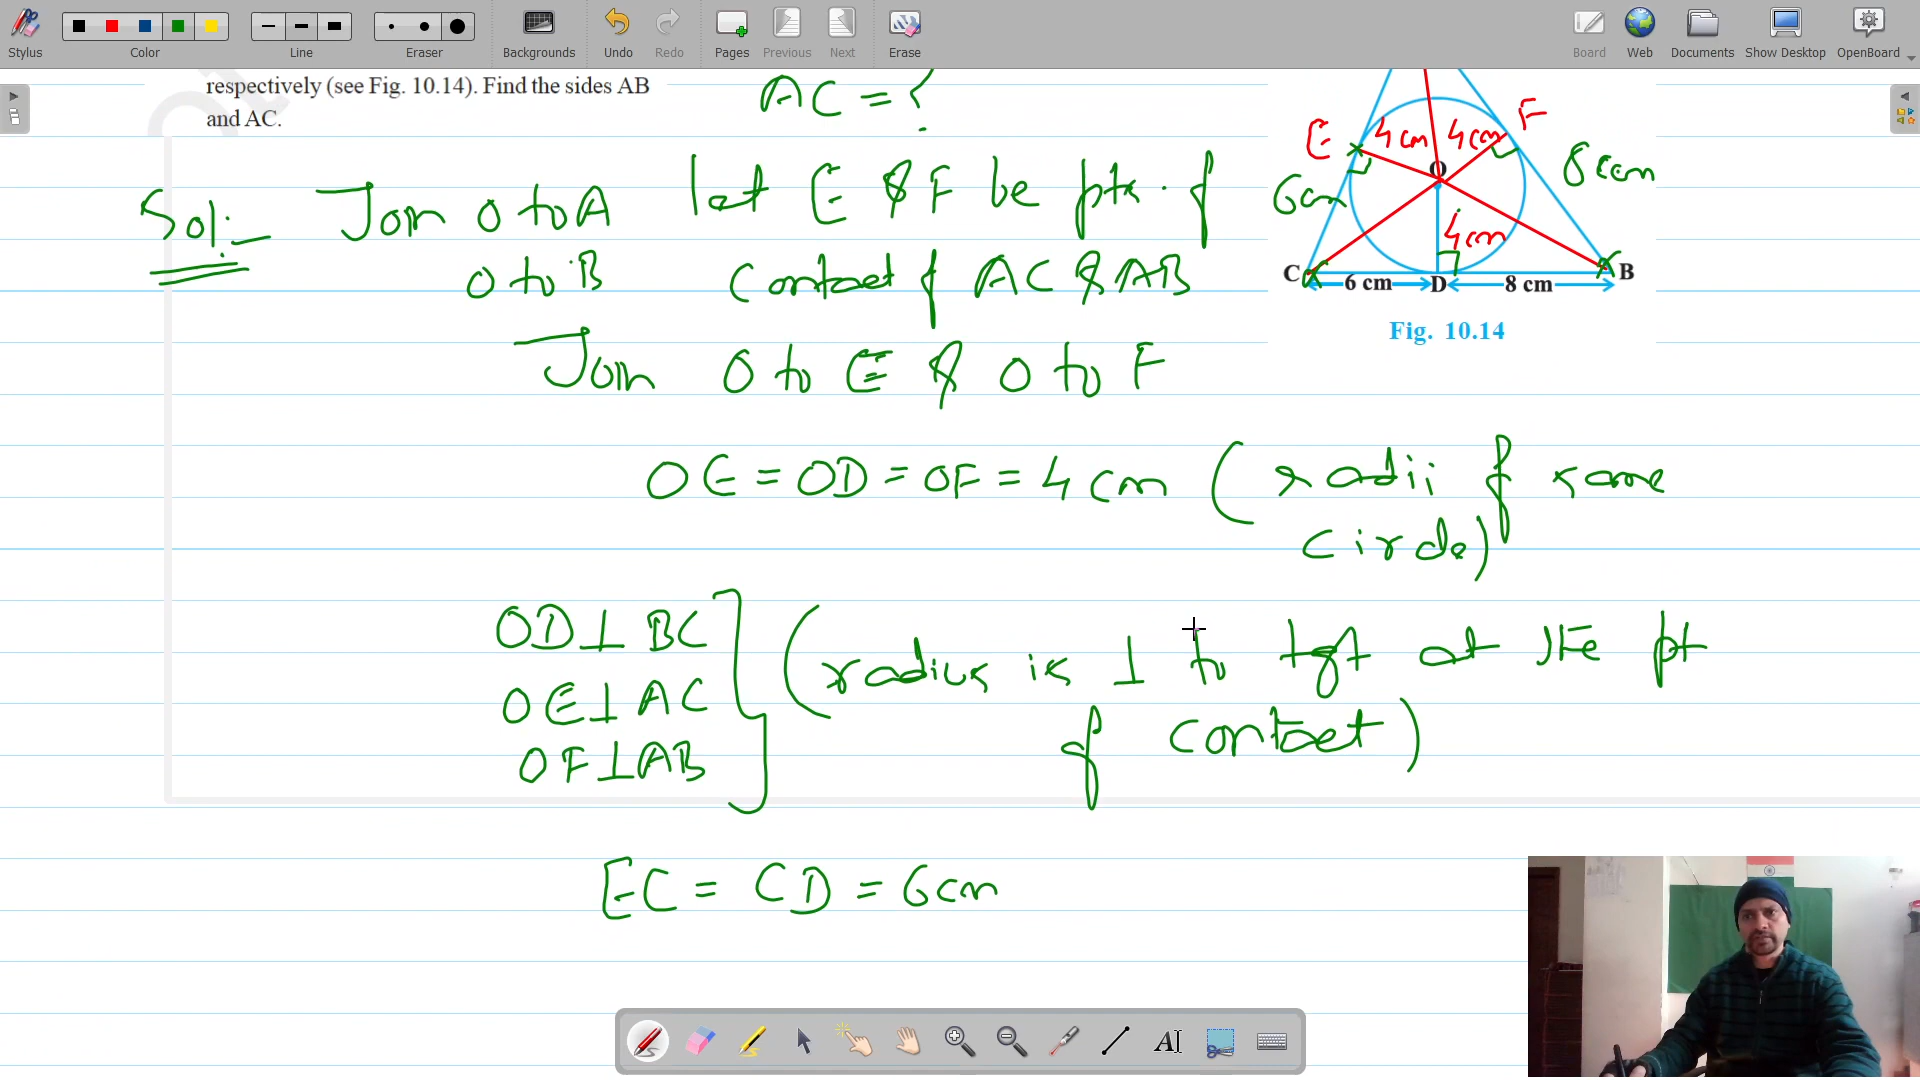 Stylus Color Line Eraser Backgrounds Undo Redo Pages Previous Next Erase Board Web Documents Show Desktop OpenBoard
respectively (see Fig. 10.14). Find the sides AB
and AC.
AC = ?
Sol:- Join O to A let E & F be pts. of
O to B Contact of AC & AB
Join O to E & O to F
OE = OD = OF = 4 cm (radii of same
circle)
OD ⊥ BC
OE ⊥ AC
OF ⊥ AB
(radius is ⊥ to tgt at the pt
of contact)
EC = CD = 6cm
E 4 cm 4 cm F
O
6cm 8 cm
4cm
C 6 cm D 8 cm B
Fig. 10.14